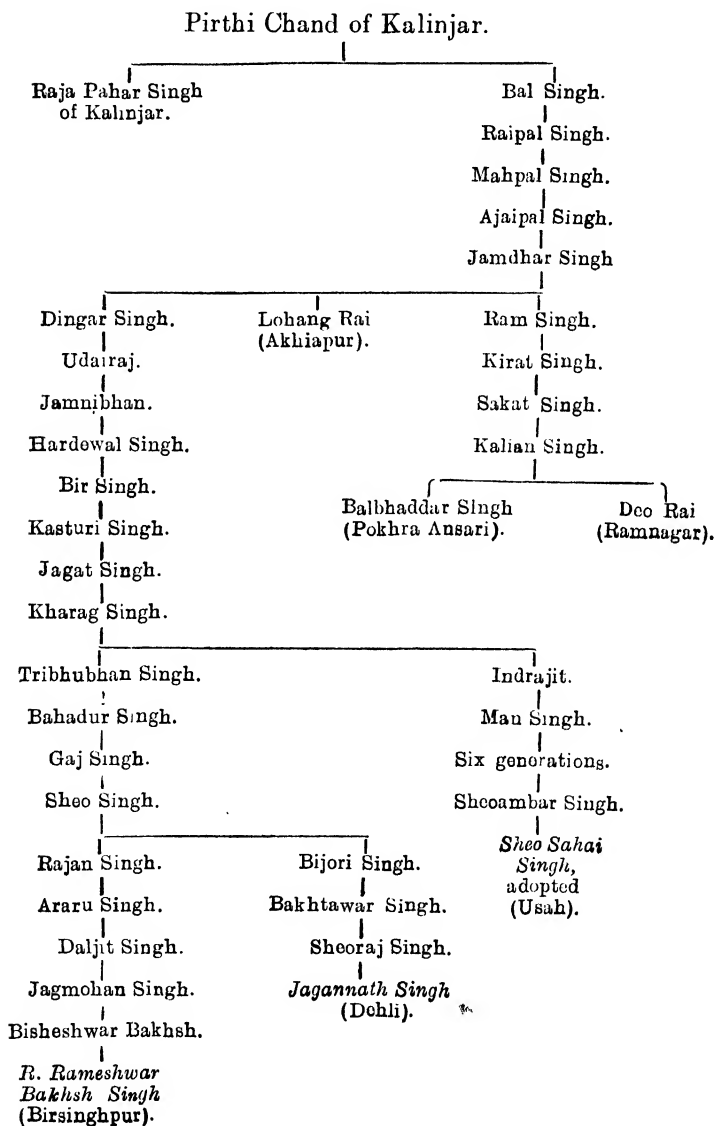 Pirthi Chand of Kalinjar.
Raja Pahar Singh
of Kalinjar.
Bal Singh.
Raipal Singh.
Mahpal Singh.
Ajaipal Singh.
Jamdhar Singh
Dingar Singh.
Lohang Rai
(Akhiapur).
Ram Singh.
Udairaj.
Kirat Singh.
Jamnibhan.
Sakat Singh.
Hardewal Singh.
Kalian Singh.
Bir Singh.
Balbhaddar Singh
(Pokhra Ansari).
Deo Rai
(Ramnagar).
Kasturi Singh.
Jagat Singh.
Kharag Singh.
Tribhubhan Singh.
Indrajit.
Bahadur Singh.
Man Singh.
Gaj Singh.
Six generations.
Sheo Singh.
Sheoambar Singh.
Sheo Sahai
Singh,
adopted
(Usah).
Rajan Singh.
Bijori Singh.
Araru Singh.
Bakhtawar Singh.
Daljit Singh.
Sheoraj Singh.
Jagmohan Singh.
Jagannath Singh
(Dehli).
Bisheshwar Bakhsh.
R. Rameshwar
Bakhsh Singh
(Birsinghpur).